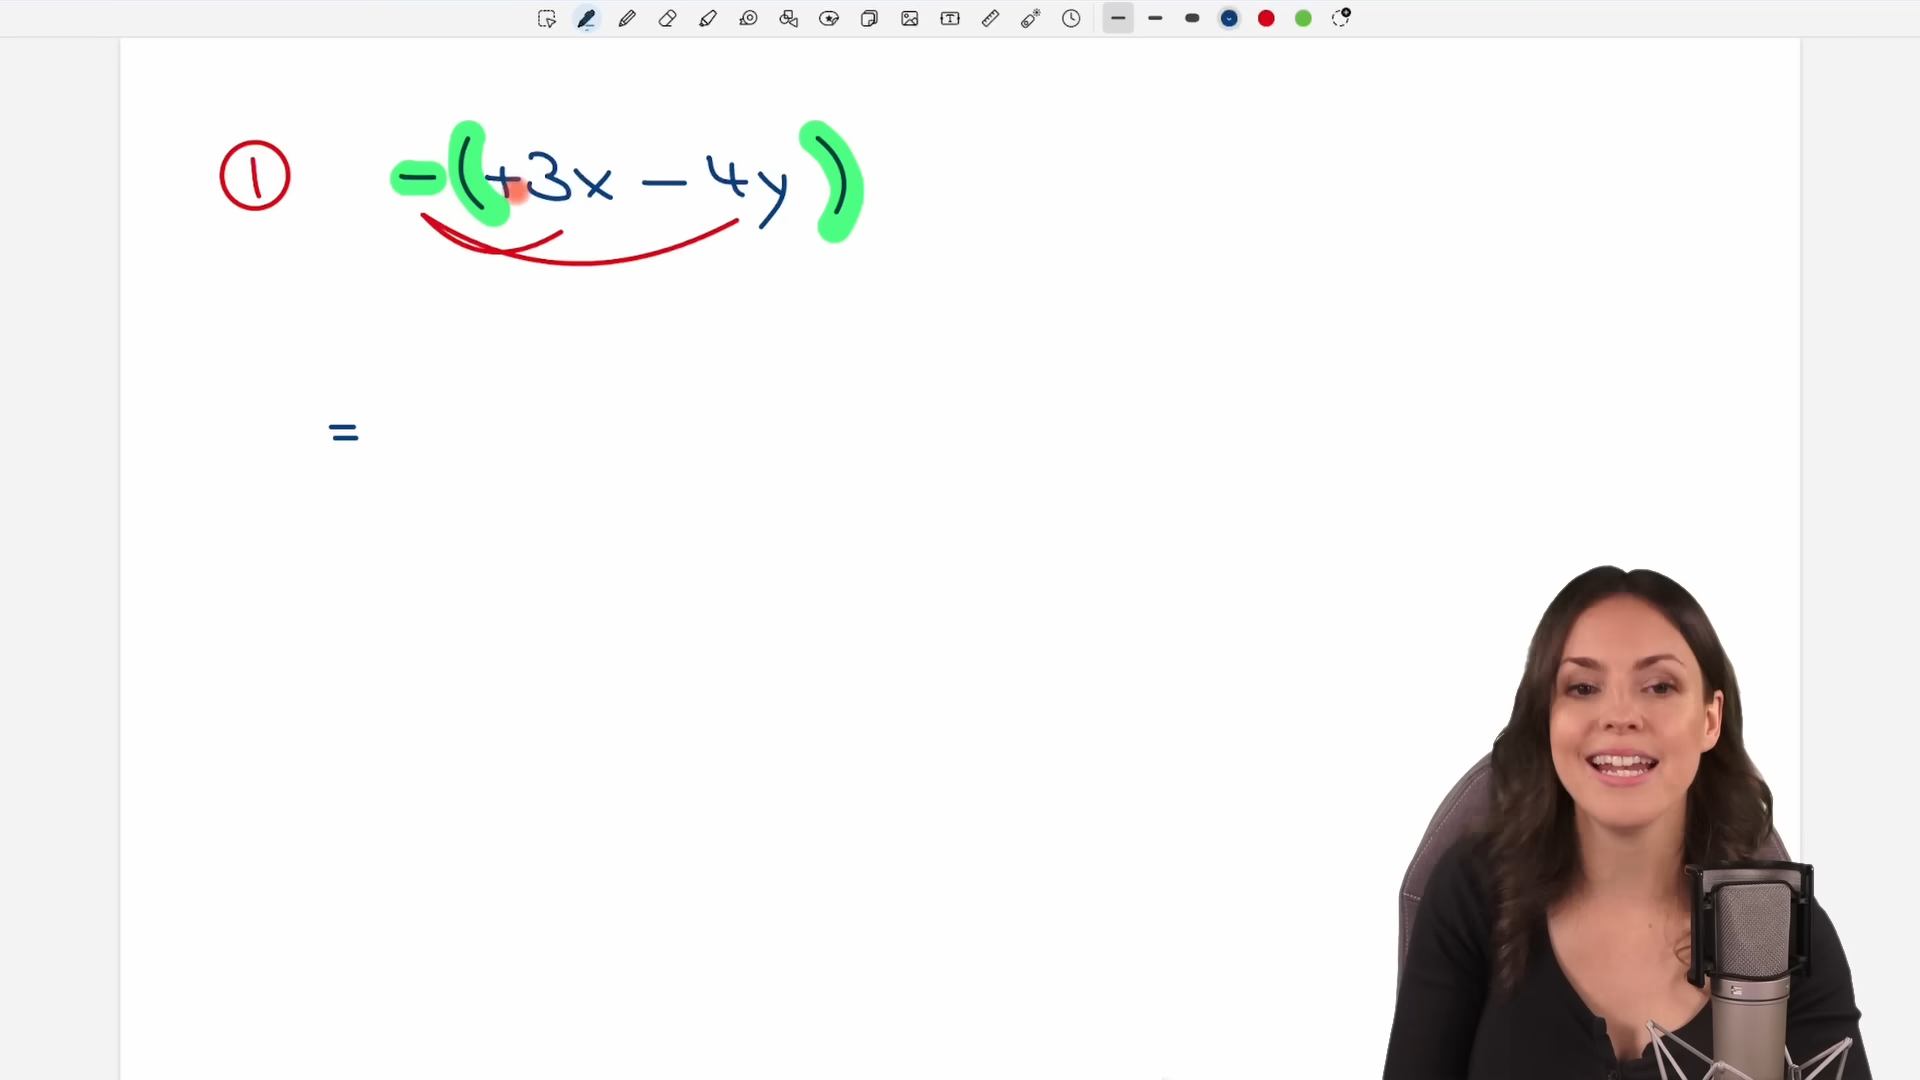 ① -(+3x - 4y)
=